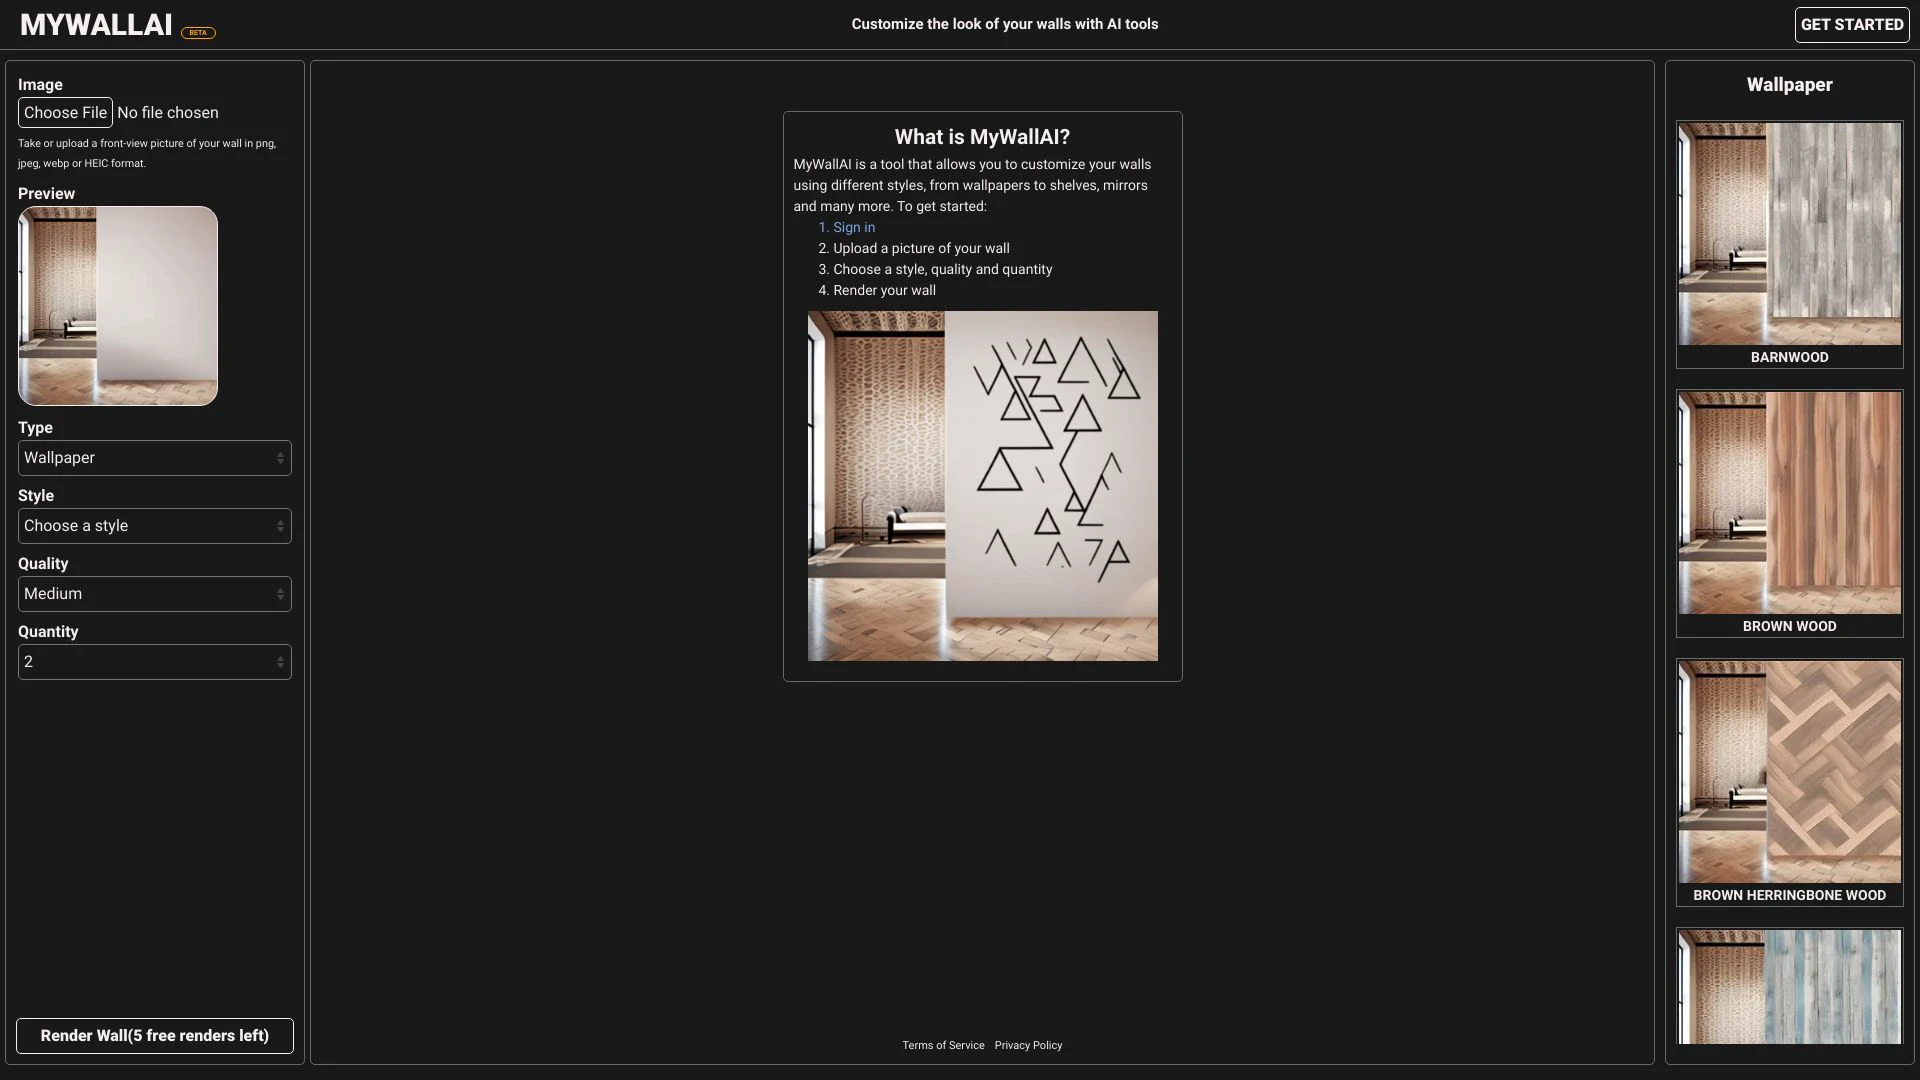 MYWALLAI BETA
Customize the look of your walls with AI tools
GET STARTED
Image
Choose File No file chosen
Take or upload a front-view picture of your wall in png,
jpeg, webp or HEIC format.
Preview
Type
Wallpaper
Style
Choose a style
Quality
Medium
Quantity
2
Render Wall(5 free renders left)
What is MyWallAI?
MyWallAI is a tool that allows you to customize your walls
using different styles, from wallpapers to shelves, mirrors
and many more. To get started:
1. Sign in
2. Upload a picture of your wall
3. Choose a style, quality and quantity
4. Render your wall
Terms of Service Privacy Policy
Wallpaper
BARNWOOD
BROWN WOOD
BROWN HERRINGBONE WOOD